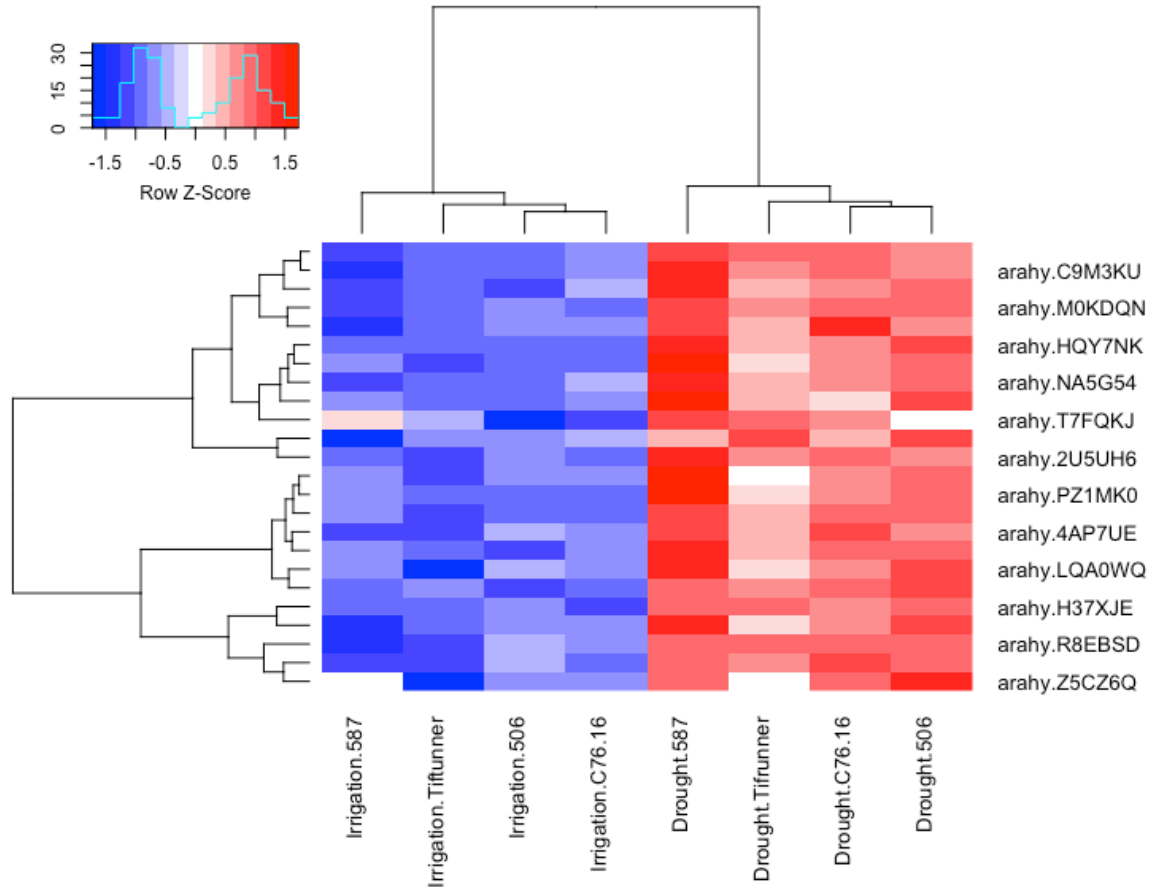 30
15
0
-1.5 -0.5 0.5 1.5
Row Z-Score
arahy.C9M3KU
arahy.M0KDQN
arahy.HQY7NK
arahy.NA5G54
arahy.T7FQKJ
arahy.2U5UH6
arahy.PZ1MK0
arahy.4AP7UE
arahy.LQA0WQ
arahy.H37XJE
arahy.R8EBSD
arahy.Z5CZ6Q
Irrigation.587
Irrigation.Tiftunner
Irrigation.506
Irrigation.C76.16
Drought.587
Drought.Tifrunner
Drought.C76.16
Drought.506